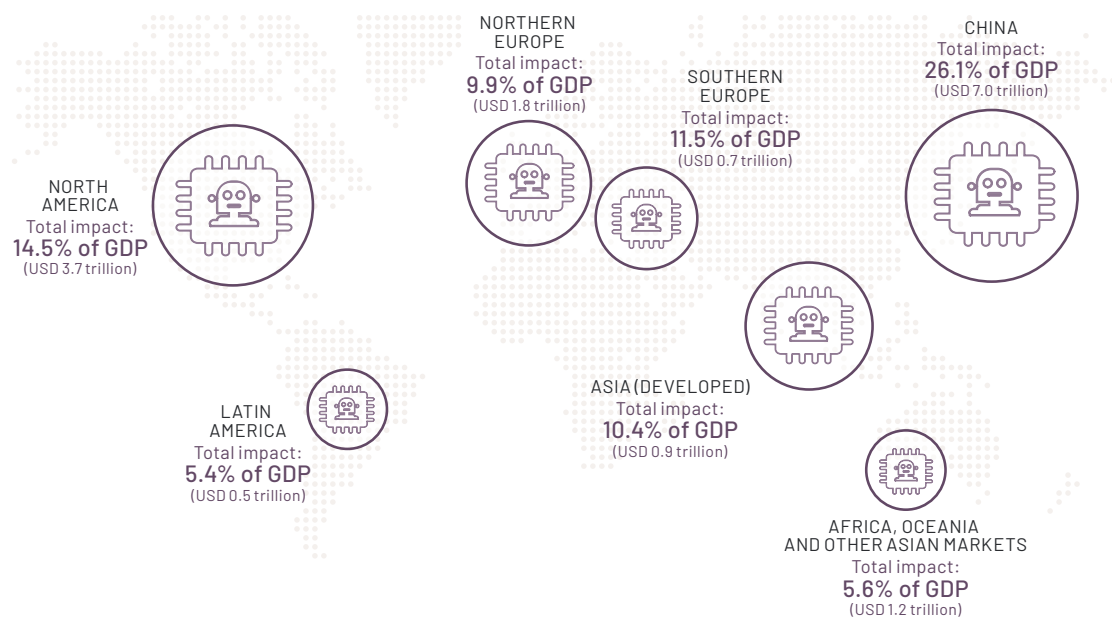 NORTHERN
EUROPE
Total impact:
9.9% of GDP
(USD 1.8 trillion)
CHINA
Total impact:
26.1% of GDP
(USD 7.0 trillion)
SOUTHERN
EUROPE
Total impact:
11.5% of GDP
(USD 0.7 trillion)
NORTH
AMERICA
Total impact:
14.5% of GDP
(USD 3.7 trillion)
ASIA (DEVELOPED)
Total impact:
10.4% of GDP
(USD 0.9 trillion)
LATIN
AMERICA
Total impact:
5.4% of GDP
(USD 0.5 trillion)
AFRICA, OCEANIA
AND OTHER ASIAN MARKETS
Total impact:
5.6% of GDP
(USD 1.2 trillion)